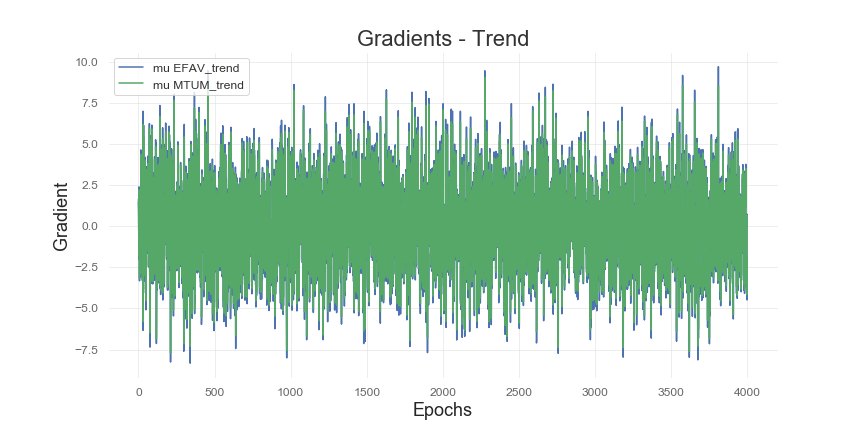 Gradients - Trend
mu EFAV_trend
mu MTUM_trend
Gradient
10.0
7.5
5.0
2.5
0.0
−2.5
−5.0
−7.5
0 500 1000 1500 2000 2500 3000 3500 4000
Epochs